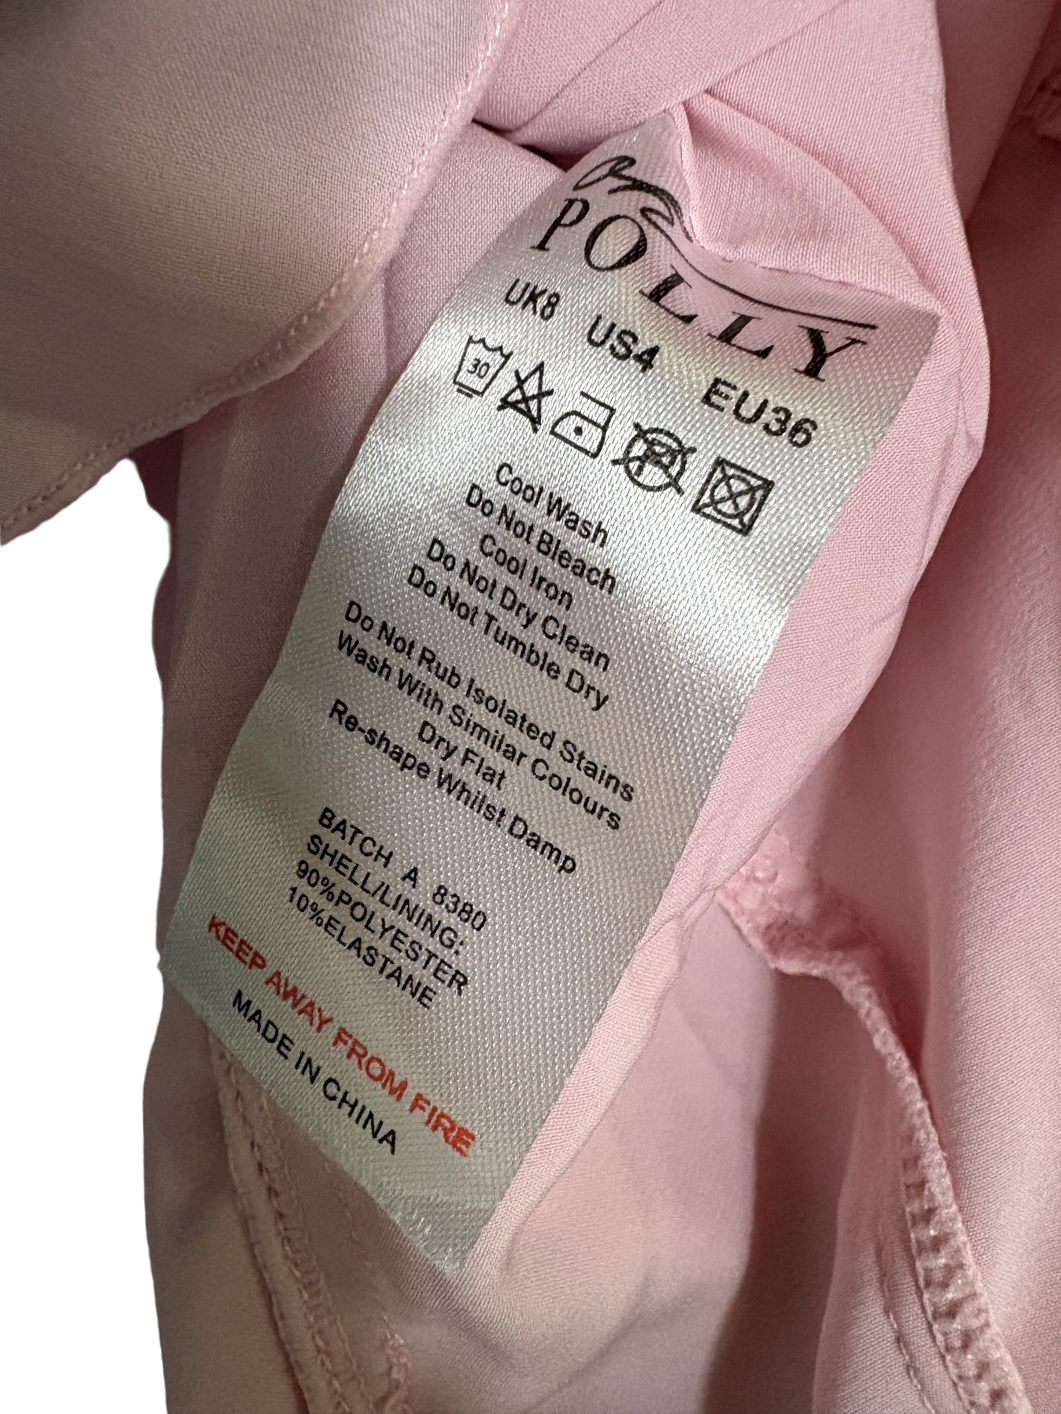 Oh
POLLY
UK8 US4 EU36
30 P
Cool Wash
Do Not Bleach
Cool Iron
Do Not Dry Clean
Do Not Tumble Dry
Do Not Rub Isolated Stains
Wash With Similar Colours
Dry Flat
Re-shape Whilst Damp
BATCH A 8380
SHELL/LINING:
90%POLYESTER
10%ELASTANE
KEEP AWAY FROM FIRE
MADE IN CHINA